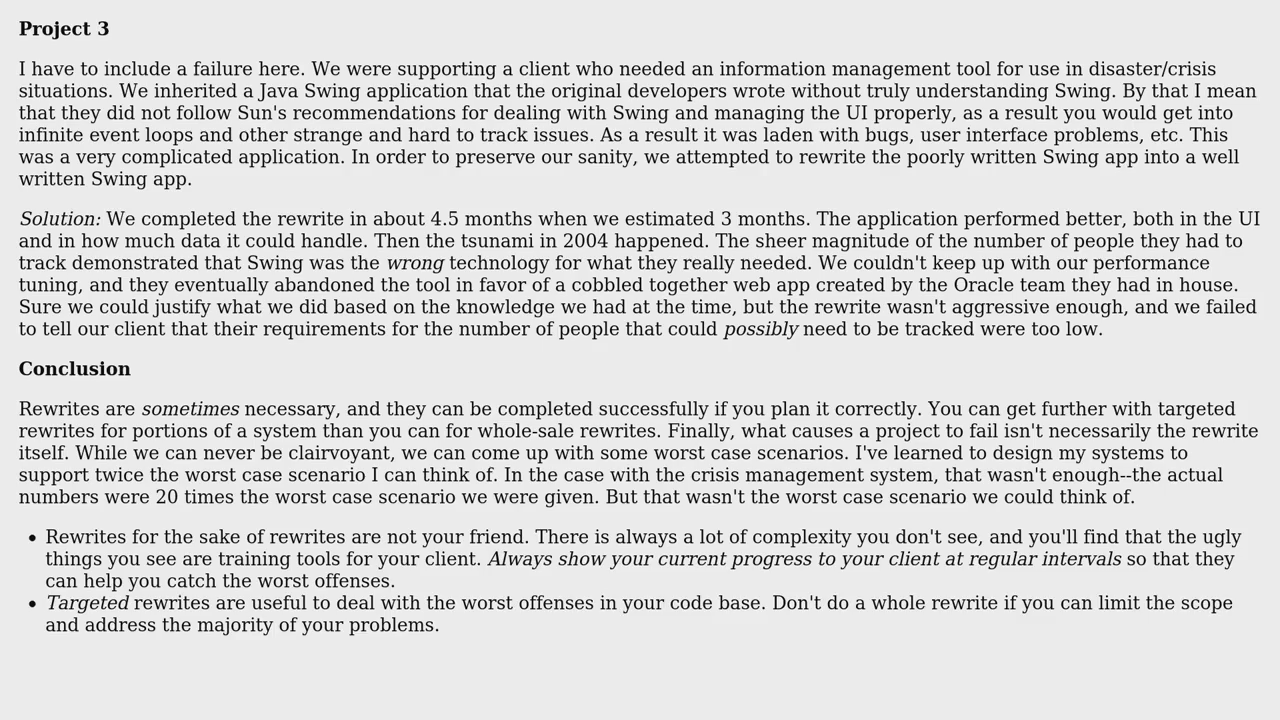 Project 3
I have to include a failure here. We were supporting a client who needed an information management tool for use in disaster/crisis
situations. We inherited a Java Swing application that the original developers wrote without truly understanding Swing. By that I mean
that they did not follow Sun's recommendations for dealing with Swing and managing the UI properly, as a result you would get into
infinite event loops and other strange and hard to track issues. As a result it was laden with bugs, user interface problems, etc. This
was a very complicated application. In order to preserve our sanity, we attempted to rewrite the poorly written Swing app into a well
written Swing app.
Solution: We completed the rewrite in about 4.5 months when we estimated 3 months. The application performed better, both in the UI
and in how much data it could handle. Then the tsunami in 2004 happened. The sheer magnitude of the number of people they had to
track demonstrated that Swing was the wrong technology for what they really needed. We couldn't keep up with our performance
tuning, and they eventually abandoned the tool in favor of a cobbled together web app created by the Oracle team they had in house.
Sure we could justify what we did based on the knowledge we had at the time, but the rewrite wasn't aggressive enough, and we failed
to tell our client that their requirements for the number of people that could possibly need to be tracked were too low.
Conclusion
Rewrites are sometimes necessary, and they can be completed successfully if you plan it correctly. You can get further with targeted
rewrites for portions of a system than you can for whole-sale rewrites. Finally, what causes a project to fail isn't necessarily the rewrite
itself. While we can never be clairvoyant, we can come up with some worst case scenarios. I've learned to design my systems to
support twice the worst case scenario I can think of. In the case with the crisis management system, that wasn't enough--the actual
numbers were 20 times the worst case scenario we were given. But that wasn't the worst case scenario we could think of.
• Rewrites for the sake of rewrites are not your friend. There is always a lot of complexity you don't see, and you'll find that the ugly
things you see are training tools for your client. Always show your current progress to your client at regular intervals so that they
can help you catch the worst offenses.
• Targeted rewrites are useful to deal with the worst offenses in your code base. Don't do a whole rewrite if you can limit the scope
and address the majority of your problems.